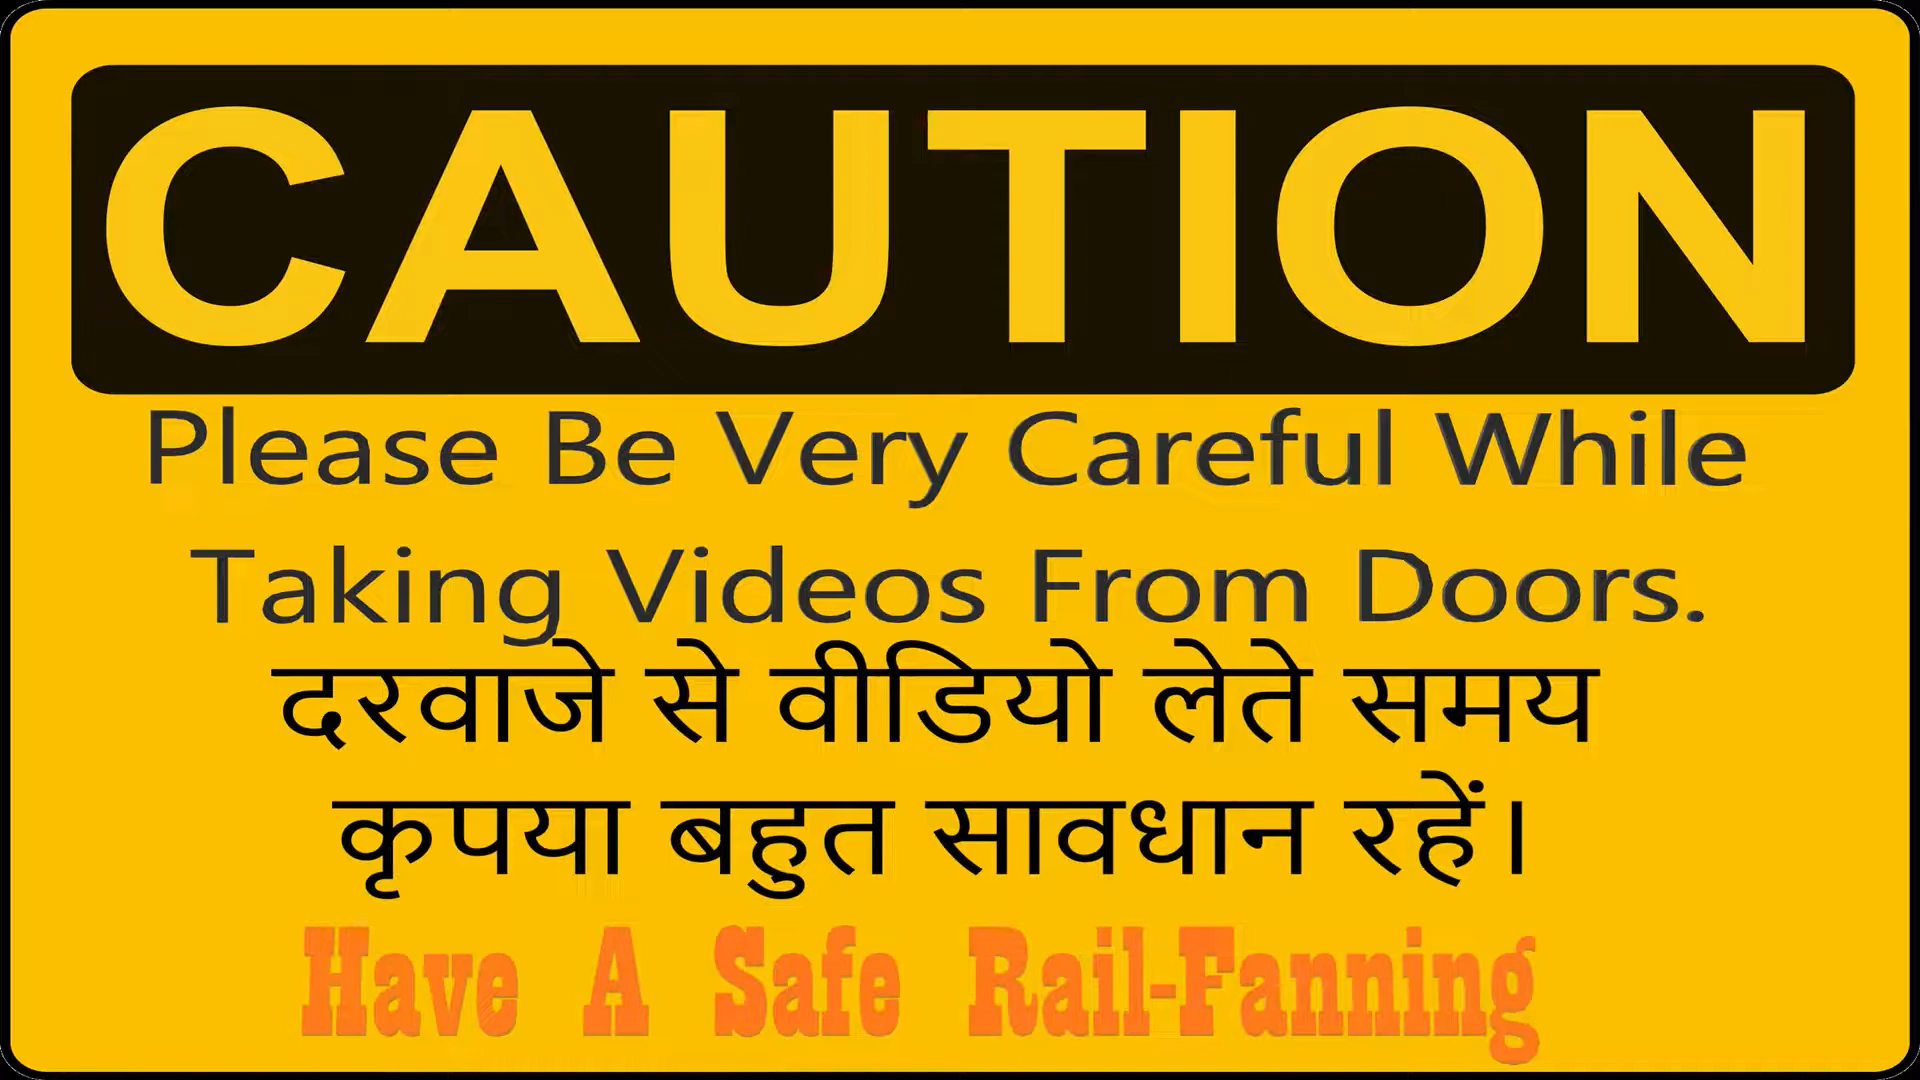 CAUTION
Please Be Very Careful While
Taking Videos From Doors.
दरवाजे से वीडियो लेते समय
कृपया बहुत सावधान रहें।
Have A Safe Rail-Fanning